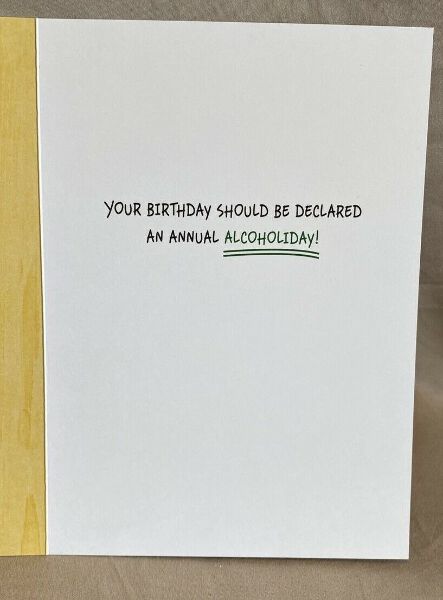 YOUR BIRTHDAY SHOULD BE DECLARED
AN ANNUAL ALCOHOLIDAY!